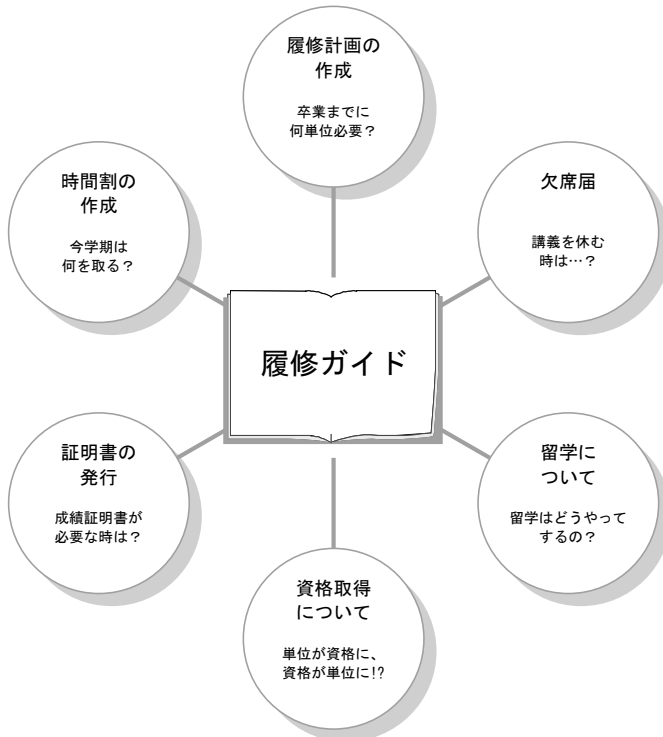 履修計画の
作成
卒業までに
何単位必要？
時間割の
作成
今学期は
何を取る？
欠席届
講義を休む
時は…？
履修ガイド
証明書の
発行
成績証明書が
必要な時は？
留学に
ついて
留学はどうやって
するの？
資格取得
について
単位が資格に、
資格が単位に!?